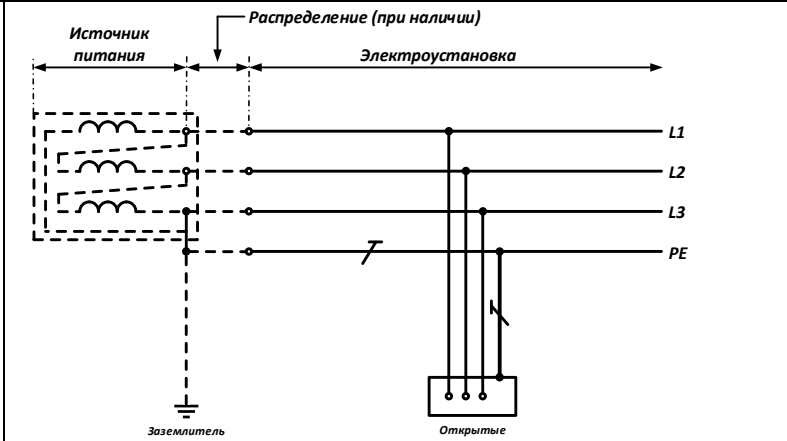 Распределение (при наличии)
Источник
питания
Электроустановка
L1
L2
L3
PE
Заземлитель
Открытые